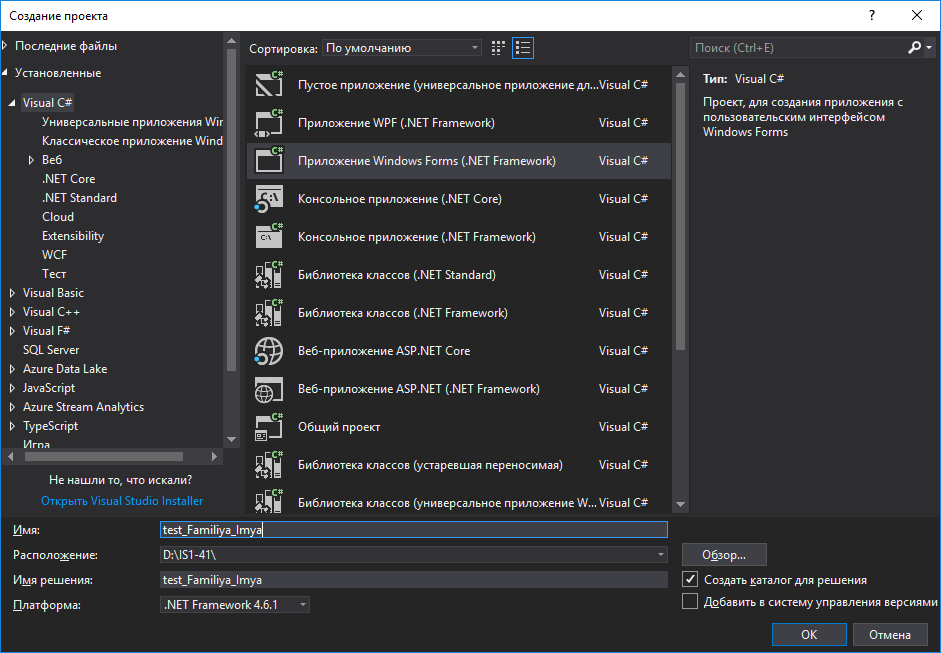 Создание проекта
?
Последние файлы
Установленные
Visual C#
Универсальные приложения Wir
Классическое приложение Wind
Веб
.NET Core
.NET Standard
Cloud
Extensibility
WCF
Тест
Visual Basic
Visual C++
Visual F#
SQL Server
Azure Data Lake
JavaScript
Azure Stream Analytics
TypeScript
Игра
Не нашли то, что искали?
Открыть Visual Studio Installer
Сортировка: По умолчанию
Пустое приложение (универсальное приложение дл... Visual C#
Приложение WPF (.NET Framework) Visual C#
Приложение Windows Forms (.NET Framework) Visual C#
Консольное приложение (.NET Core) Visual C#
Консольное приложение (.NET Framework) Visual C#
Библиотека классов (.NET Standard) Visual C#
Библиотека классов (.NET Framework) Visual C#
Веб-приложение ASP.NET Core Visual C#
Веб-приложение ASP.NET (.NET Framework) Visual C#
Общий проект Visual C#
Библиотека классов (устаревшая переносимая) Visual C#
Библиотека классов (универсальное приложение W... Visual C#
Поиск (Ctrl+E)
Тип: Visual C#
Проект, для создания приложения с
пользовательским интерфейсом
Windows Forms
Имя: test_Familiya_Imya
Расположение: D:\IS1-41\
Обзор...
Имя решения: test_Familiya_Imya
Создать каталог для решения
Платформа: .NET Framework 4.6.1
Добавить в систему управления версиями
ОК
Отмена